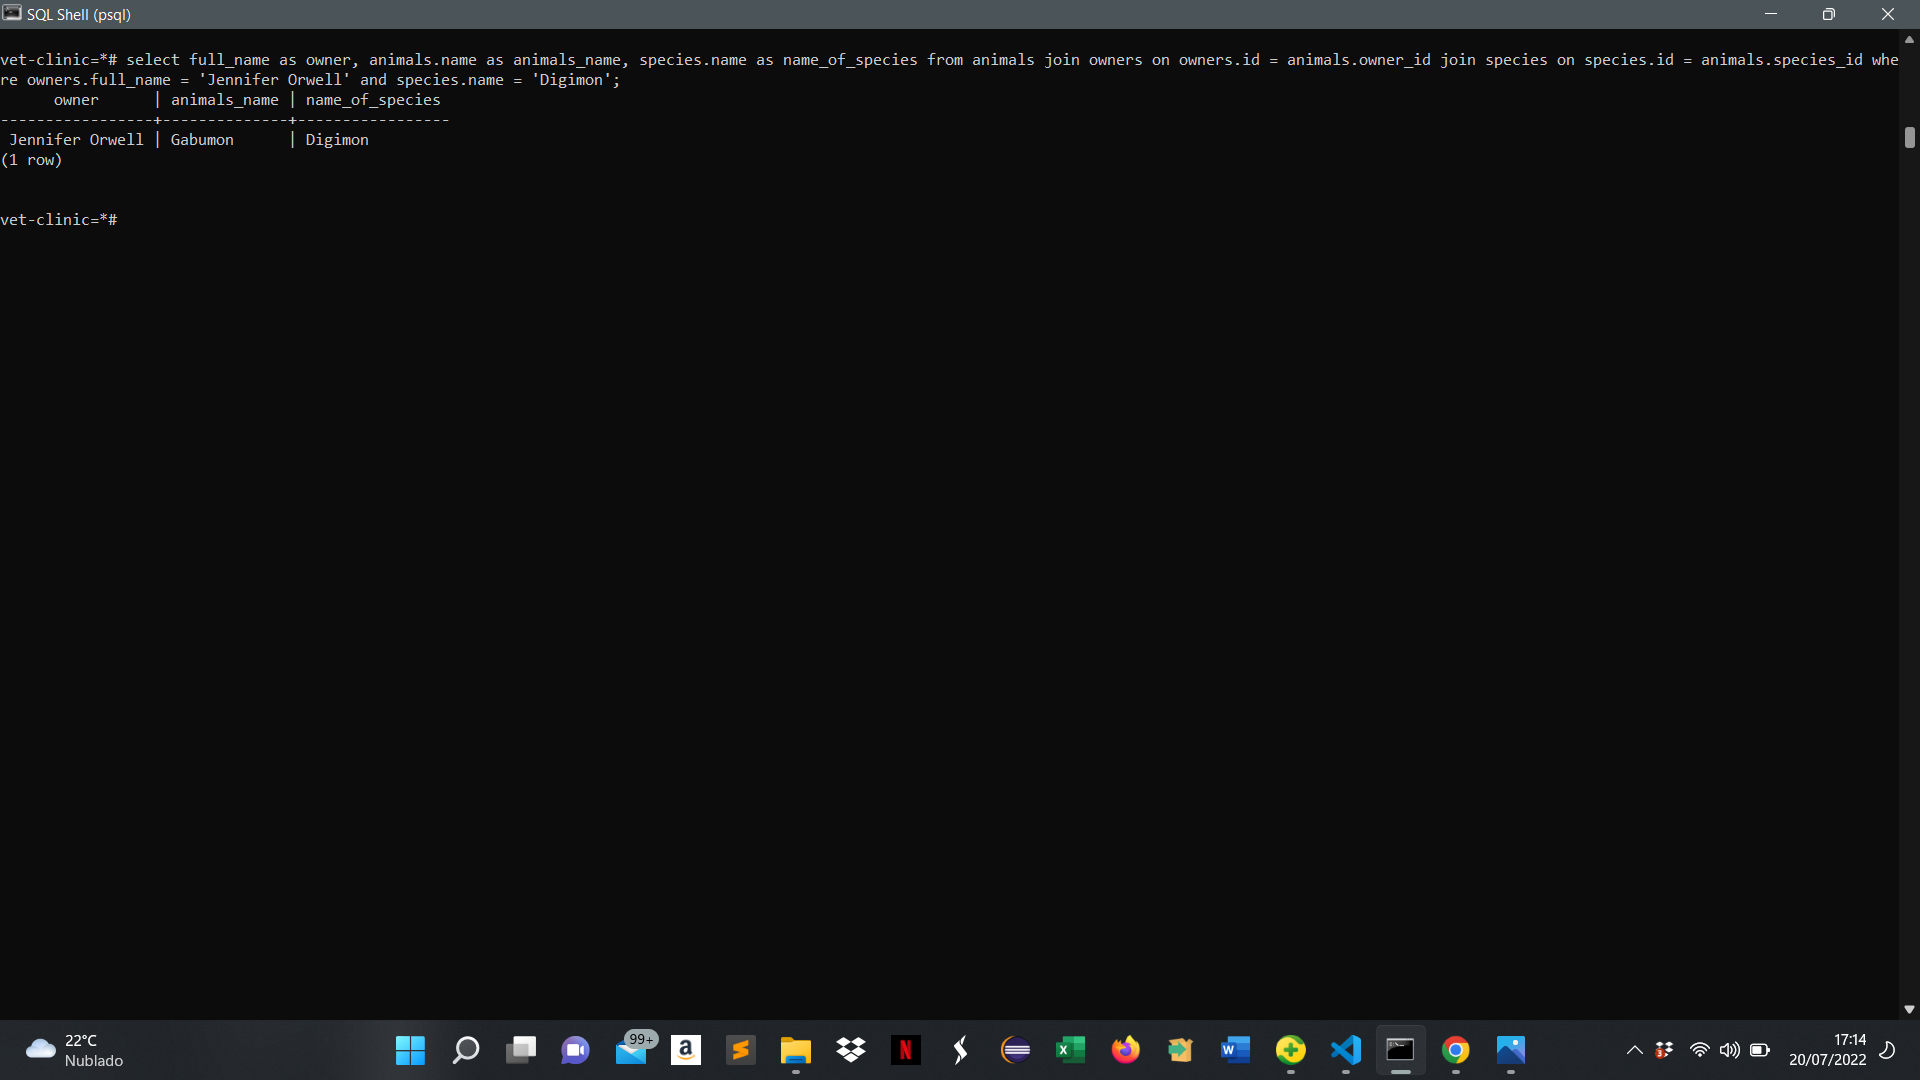 SQL Shell (psql)
vet-clinic=*# select full_name as owner, animals.name as animals_name, species.name as name_of_species from animals join owners on owners.id = animals.owner_id join species on species.id = animals.species_id whe
re owners.full_name = 'Jennifer Orwell' and species.name = 'Digimon';
      owner      | animals_name | name_of_species
-----------------+--------------+-----------------
 Jennifer Orwell | Gabumon      | Digimon
(1 row)
vet-clinic=*#
22°C
Nublado
99+
3
17:14
20/07/2022